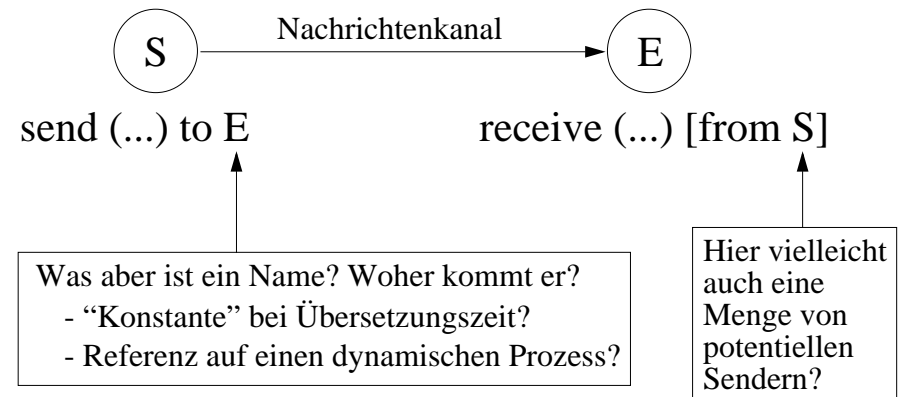 Nachrichtenkanal
S
E
send (...) to E
receive (...) [from S]
Was aber ist ein Name? Woher kommt er?
- “Konstante” bei Übersetzungszeit?
- Referenz auf einen dynamischen Prozess?
Hier vielleicht
auch eine
Menge von
potentiellen
Sendern?